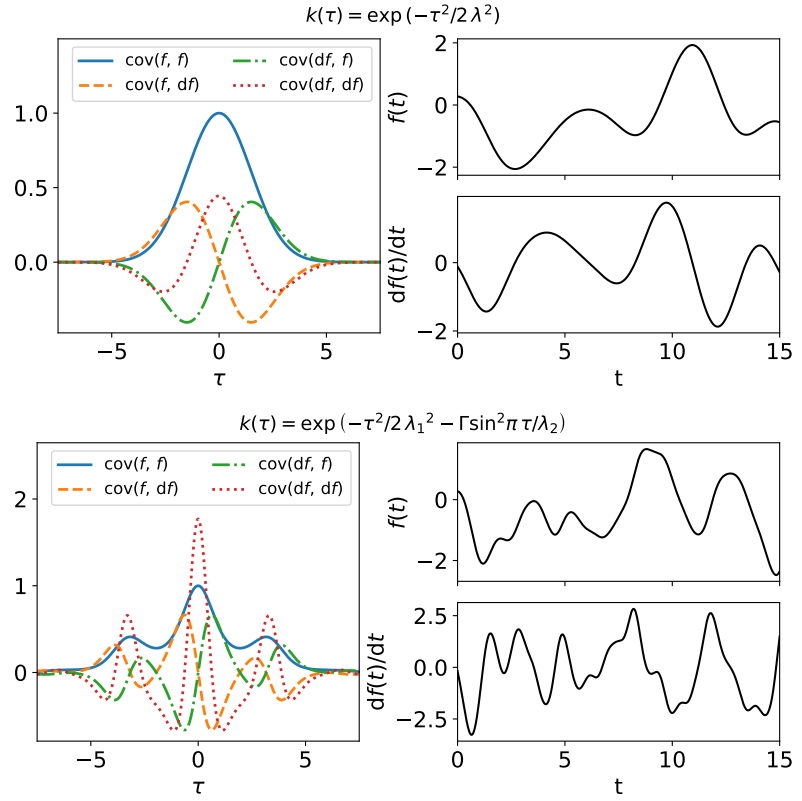 k(τ) = exp (−τ²/2 λ²)
cov(f, f)
cov(f, df)
cov(df, f)
cov(df, df)
1.0
0.5
0.0
−5
0
5
τ
2
0
−2
f(t)
2
0
−2
df(t)/dt
0
5
10
15
t
k(τ) = exp (−τ²/2 λ₁² − Γsin²π τ/λ₂)
cov(f, f)
cov(f, df)
cov(df, f)
cov(df, df)
2
1
0
−5
0
5
τ
0
−2
f(t)
2.5
0.0
−2.5
df(t)/dt
0
5
10
15
t